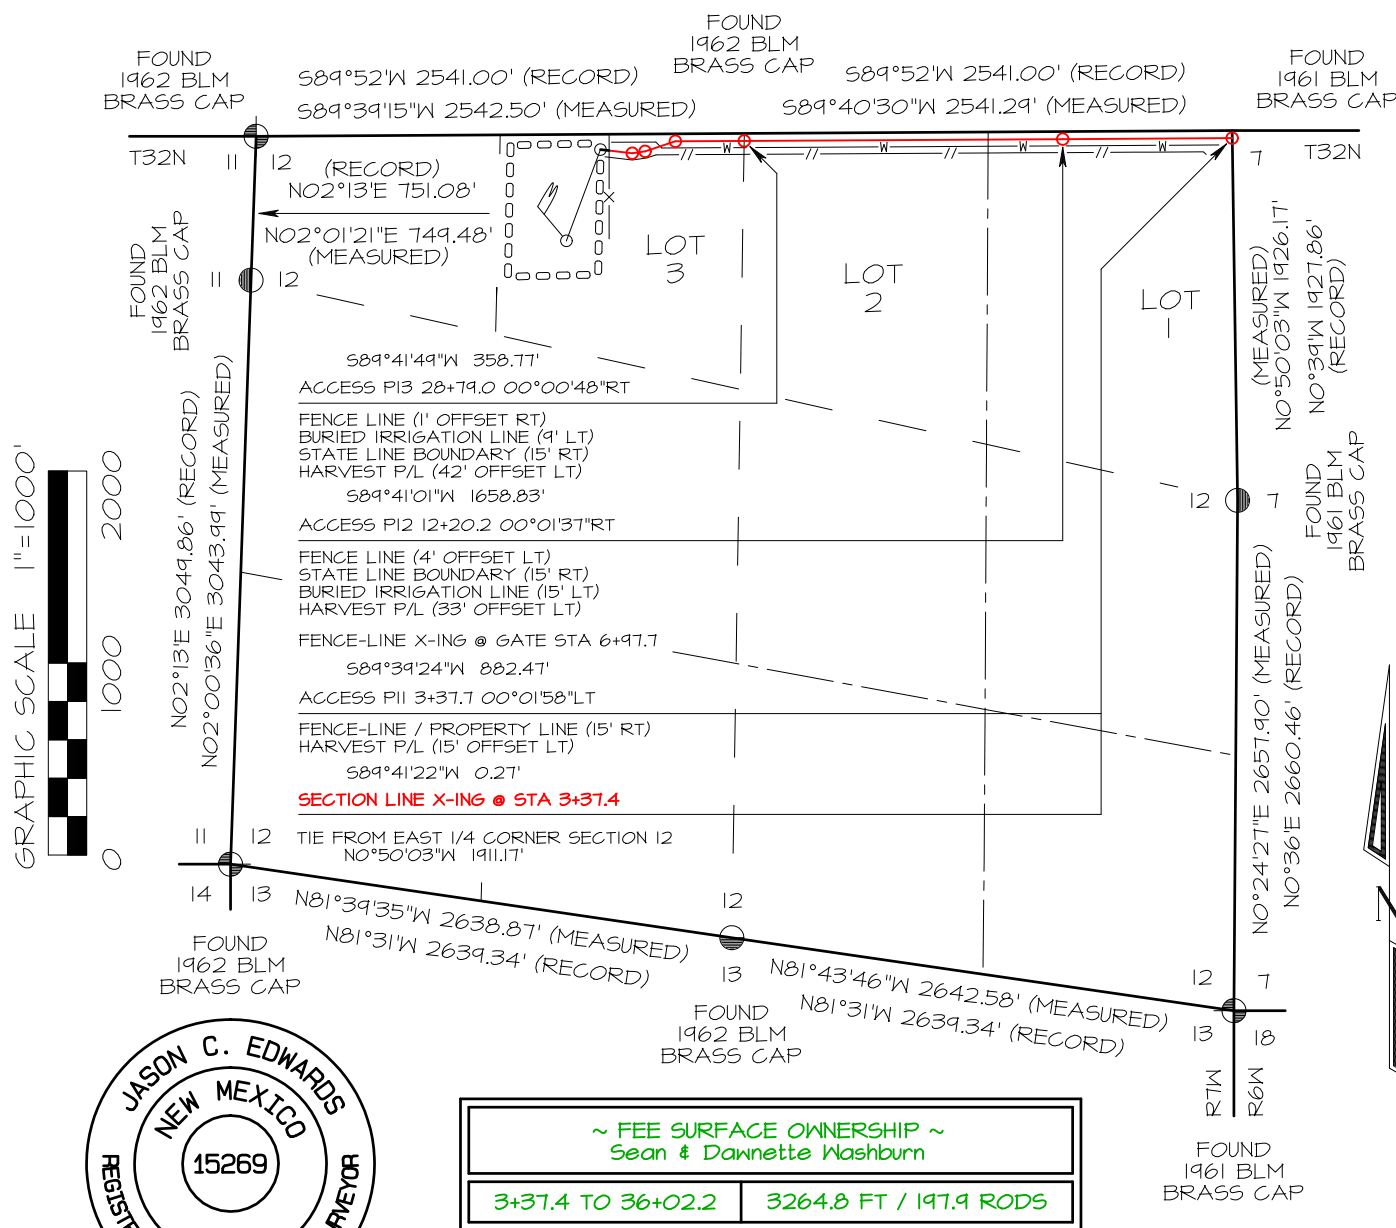 FOUND
1962 BLM
BRASS CAP
FOUND
1962 BLM
BRASS CAP
FOUND
1961 BLM
BRASS CAP
S89°52'W 2541.00' (RECORD)
S89°39'15"W 2542.50' (MEASURED)
S89°52'W 2541.00' (RECORD)
S89°40'30"W 2541.29' (MEASURED)
T32N
11
12
7
T32N
(RECORD)
N02°13'E 751.08'
N02°01'21"E 749.48'
(MEASURED)
W
W
W
W
LOT
3
LOT
2
LOT
1
FOUND
1962 BLM
BRASS CAP
11
12
(MEASURED)
N0°50'03"W 1926.17'
N0°39'W 1927.86'
(RECORD)
S89°41'49"W 358.77'
ACCESS PI3 28+79.0 00°00'48"RT
FENCE LINE (1' OFFSET RT)
BURIED IRRIGATION LINE (9' LT)
STATE LINE BOUNDARY (15' RT)
HARVEST P/L (42' OFFSET LT)
S89°41'01"W 1658.83'
ACCESS PI2 12+20.2 00°01'37"RT
FENCE LINE (4' OFFSET LT)
STATE LINE BOUNDARY (15' RT)
BURIED IRRIGATION LINE (15' LT)
HARVEST P/L (33' OFFSET LT)
FENCE-LINE X-ING @ GATE STA 6+97.7
S89°39'24"W 882.47'
ACCESS PI1 3+37.7 00°01'58"LT
FENCE-LINE / PROPERTY LINE (15' RT)
HARVEST P/L (15' OFFSET LT)
S89°41'22"W 0.27'
SECTION LINE X-ING @ STA 3+37.4
TIE FROM EAST 1/4 CORNER SECTION 12
N0°50'03"W 1911.17'
12
7
FOUND
1961 BLM
BRASS CAP
GRAPHIC SCALE 1"=1000'
0
1000
2000
N02°13'E 3049.86' (RECORD)
N02°00'36"E 3043.99' (MEASURED)
N0°24'27"E 2657.90' (MEASURED)
N0°36'E 2660.46' (RECORD)
11
12
14
13
FOUND
1962 BLM
BRASS CAP
N81°39'35"W 2638.87' (MEASURED)
N81°31'W 2639.34' (RECORD)
12
13
FOUND
1962 BLM
BRASS CAP
N81°43'46"W 2642.58' (MEASURED)
N81°31'W 2639.34' (RECORD)
12
7
13
18
R7W
R6W
FOUND
1961 BLM
BRASS CAP
JASON C. EDWARDS
NEW MEXICO
15269
~ FEE SURFACE OWNERSHIP ~
Sean & Dawnette Washburn
3+37.4 TO 36+02.2
3264.8 FT / 197.9 RODS